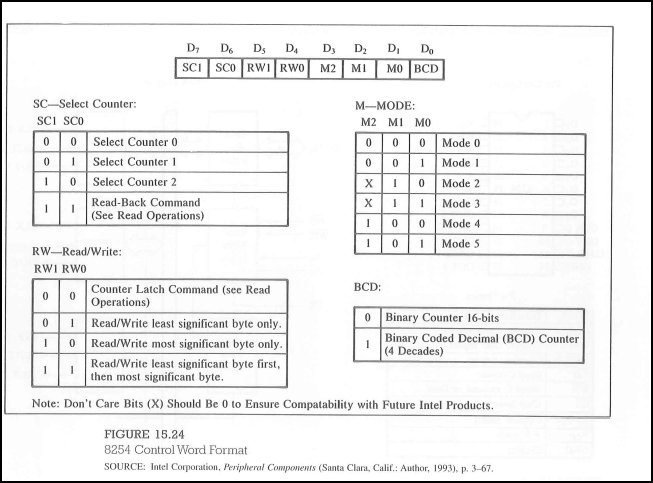 D7 D6 D5 D4 D3 D2 D1 D0
SC1 SC0 RW1 RW0 M2 M1 M0 BCD
SC—Select Counter:
SC1 SC0
0 0 Select Counter 0
0 1 Select Counter 1
1 0 Select Counter 2
1 1 Read-Back Command
(See Read Operations)
RW—Read/Write:
RW1 RW0
0 0 Counter Latch Command (see Read
Operations)
0 1 Read/Write least significant byte only.
1 0 Read/Write most significant byte only.
1 1 Read/Write least significant byte first,
then most significant byte.
M—MODE:
M2 M1 M0
0 0 0 Mode 0
0 0 1 Mode 1
X 1 0 Mode 2
X 1 1 Mode 3
1 0 0 Mode 4
1 0 1 Mode 5
BCD:
0 Binary Counter 16-bits
1 Binary Coded Decimal (BCD) Counter
(4 Decades)
Note: Don't Care Bits (X) Should Be 0 to Ensure Compatability with Future Intel Products.
FIGURE 15.24
8254 Control Word Format
SOURCE: Intel Corporation, Peripheral Components (Santa Clara, Calif.: Author, 1993), p. 3–67.